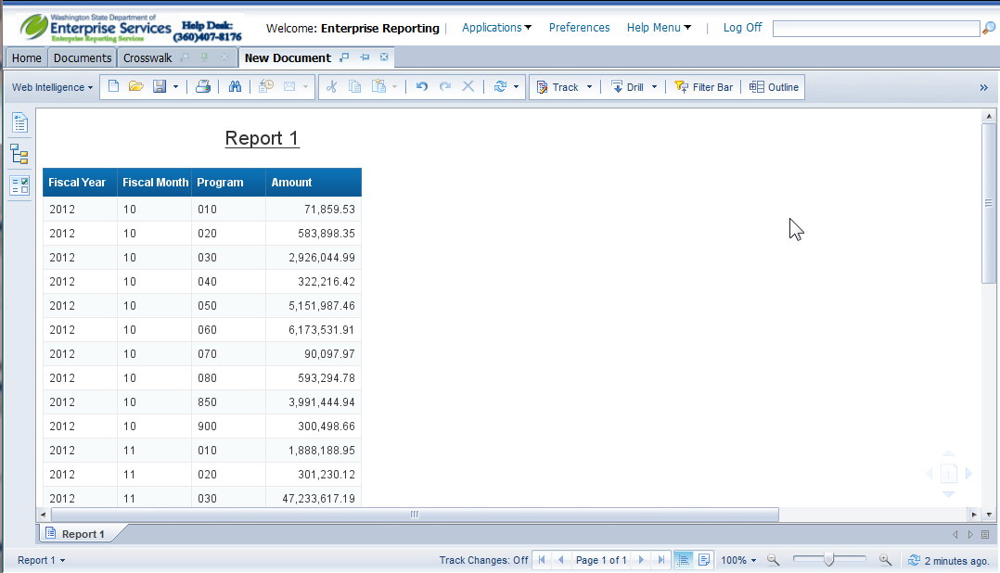 Washington State Department of
Enterprise Services
Enterprise Reporting Services
Help Desk:
(360)407-8176
Welcome: Enterprise Reporting | Applications Preferences Help Menu | Log Off
Home Documents Crosswalk New Document
Web Intelligence Track Drill Filter Bar Outline »
Report 1
Fiscal Year Fiscal Month Program Amount
2012 10 010 71,859.53
2012 10 020 583,898.35
2012 10 030 2,926,044.99
2012 10 040 322,216.42
2012 10 050 5,151,987.46
2012 10 060 6,173,531.91
2012 10 070 90,097.97
2012 10 080 593,294.78
2012 10 850 3,991,444.94
2012 10 900 300,498.66
2012 11 010 1,888,188.95
2012 11 020 301,230.12
2012 11 030 47,233,617.19
Report 1
Report 1 Track Changes: Off Page 1 of 1 100% 2 minutes ago.